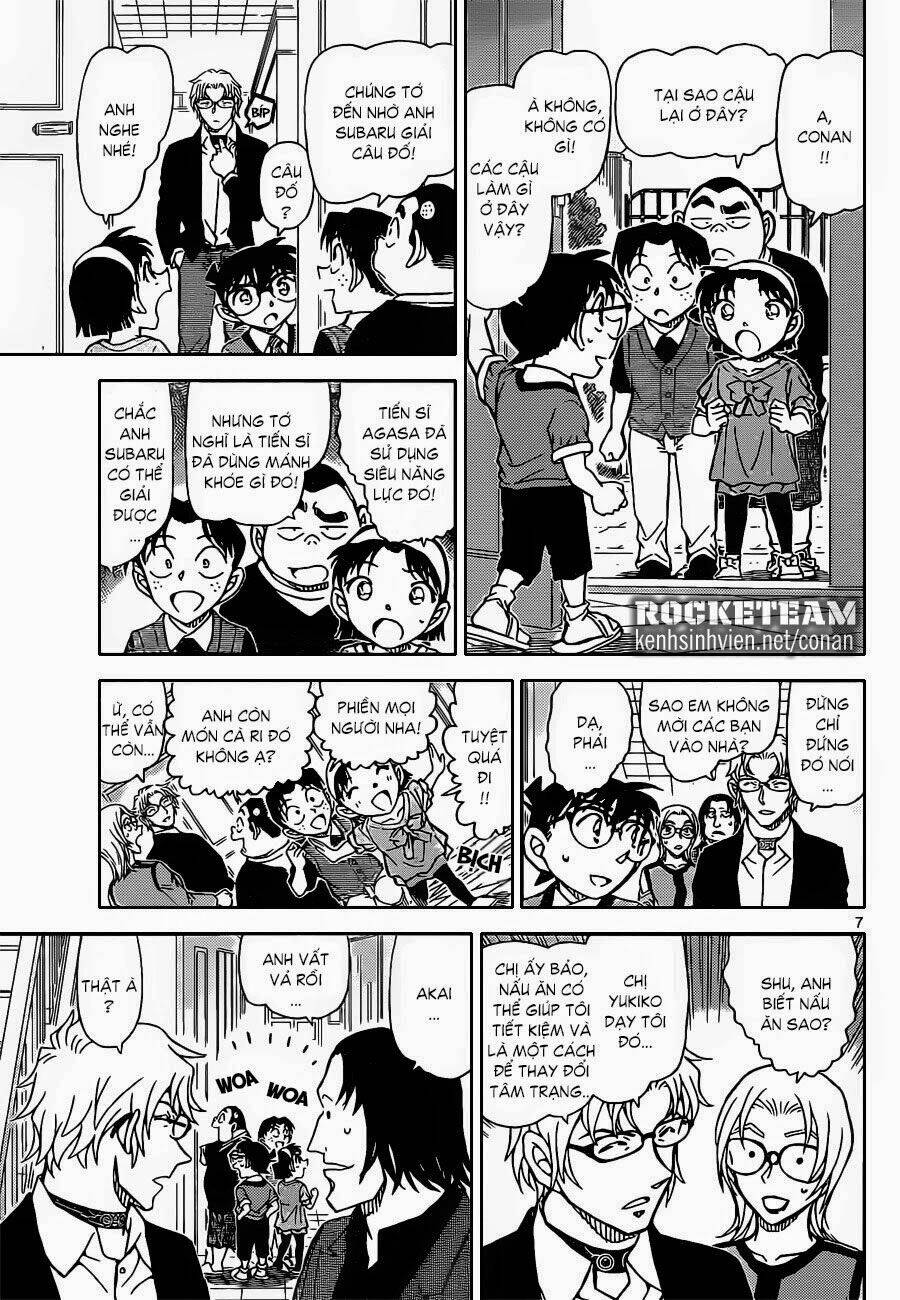 A,
CONAN
!!
TẠI SAO CẬU
LẠI Ở ĐÂY?
À KHÔNG,
KHÔNG CÓ
GÌ!
CÁC CẬU
LÀM GÌ
Ở ĐÂY
VẬY?
CHÚNG TỚ
ĐẾN NHỜ ANH
SUBARU GIẢI
CÂU ĐỐ!
BÍP
CÂU
ĐỐ
?
ANH
NGHE
NHÉ!
TIẾN SĨ
AGASA ĐÃ
SỬ DỤNG
SIÊU NĂNG
LỰC ĐÓ!
NHƯNG TỚ
NGHĨ LÀ TIẾN SĨ
ĐÃ DÙNG MÁNH
KHÓE GÌ ĐÓ!
CHẮC
ANH
SUBARU
CÓ THỂ
GIẢI
ĐƯỢC
...
ROCKETEAM
kenhsinhvien.net/conan
ĐỪNG
CHỈ
ĐỨNG
ĐÓ NÓI
SAO EM KHÔNG
MỜI CÁC BẠN
VÀO NHÀ?
DẠ,
PHẢI
...
TUYỆT
QUÁ
ĐI
!!
PHIỀN MỌI
NGƯỜI NHA!
ANH CÒN
MÓN CÀ RI ĐÓ
KHÔNG Ạ?
Ừ, CÓ
THỂ VẪN
CÒN...
BỊCH
7
SHU, ANH
BIẾT NẤU
ĂN SAO?
CHỊ
YUKIKO
DẠY TÔI
ĐÓ...
CHỊ ẤY BẢO,
NẤU ĂN CÓ
THỂ GIÚP TÔI
TIẾT KIỆM VÀ
LÀ MỘT CÁCH
ĐỂ THAY ĐỔI
TÂM TRẠNG...
AKAI
...
ANH VẤT
VẢ RỒI
...
THẬT À
?
WOA
WOA